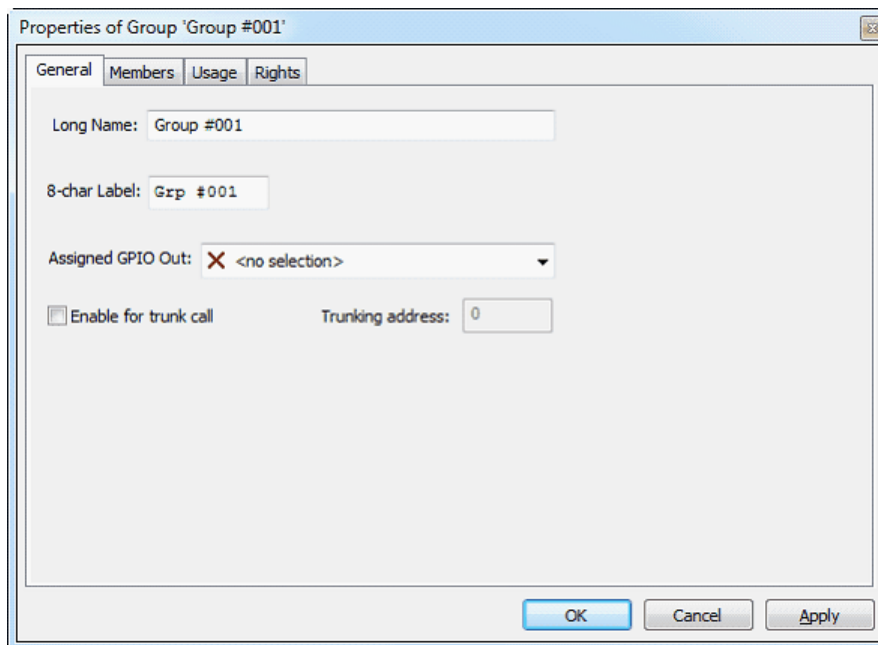 Properties of Group 'Group #001'
General Members Usage Rights
Long Name: Group #001
8-char Label: Grp #001
Assigned GPIO Out: <no selection>
Enable for trunk call Trunking address: 0
OK Cancel Apply